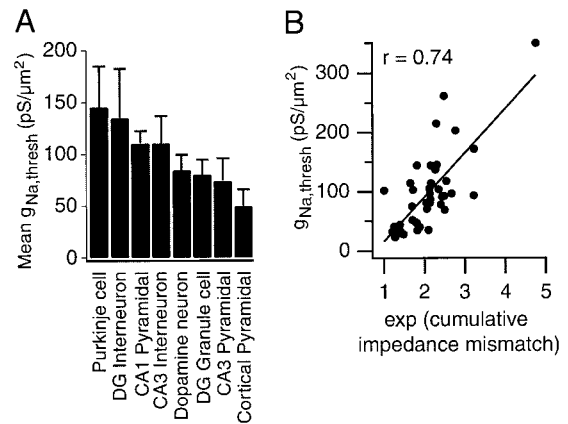 A
Mean gNa,thresh (pS/μm²)
200
150
100
50
0
Purkinje cell
DG Interneuron
CA1 Pyramidal
CA3 Interneuron
Dopamine neuron
DG Granule cell
CA3 Pyramidal
Cortical Pyramidal
B
r = 0.74
gNa,thresh (pS/μm²)
300
200
100
0
1 2 3 4 5
exp (cumulative
impedance mismatch)